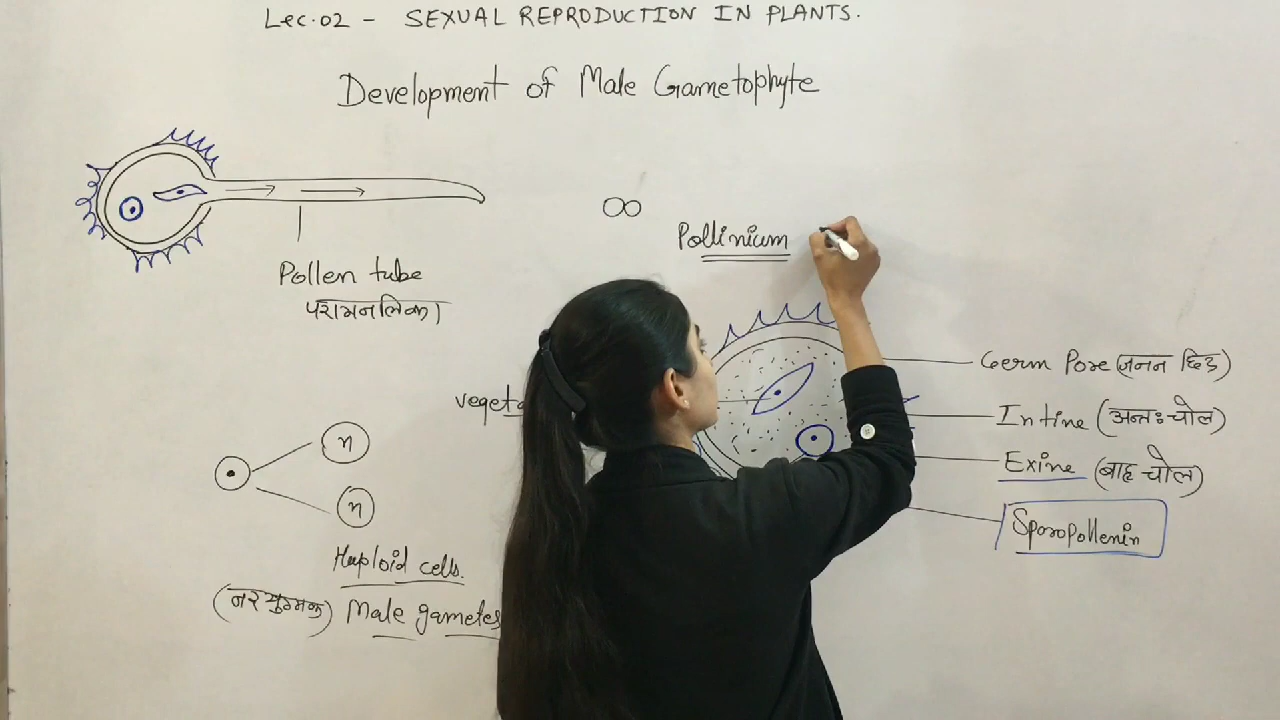 Lec.02 - SEXUAL REPRODUCTION IN PLANTS.
Development of Male Gametophyte
Pollinium
Pollen tube
परागनलिका
Germ Pore (जनन छिद्र)
veget
Intine (अन्तः चोल)
Exine (बाह्य चोल)
Sporopollenin
n
n
Haploid cells.
(नर युग्मक) Male gametes